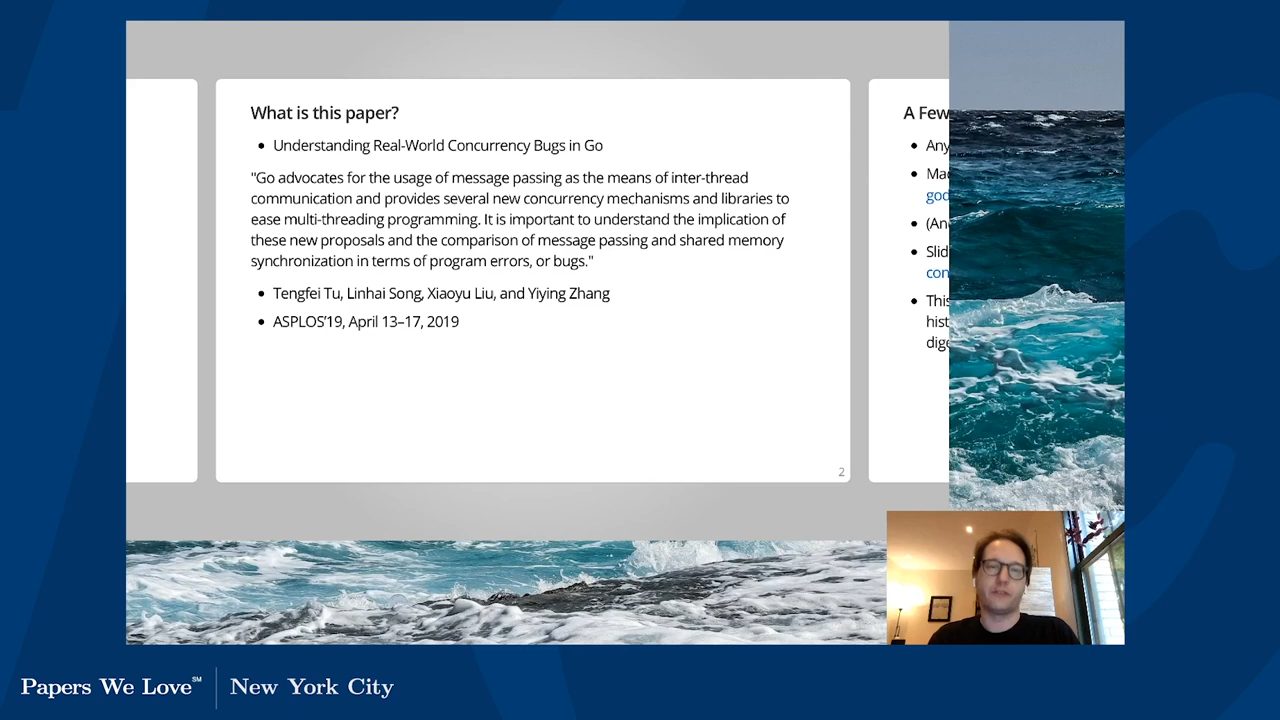 What is this paper?
• Understanding Real-World Concurrency Bugs in Go
"Go advocates for the usage of message passing as the means of inter-thread
communication and provides several new concurrency mechanisms and libraries to
ease multi-threading programming. It is important to understand the implication of
these new proposals and the comparison of message passing and shared memory
synchronization in terms of program errors, or bugs."
• Tengfei Tu, Linhai Song, Xiaoyu Liu, and Yiying Zhang
• ASPLOS’19, April 13–17, 2019
2
A Few
• Any
•
• (An
• Slid
• This
hist
Papers We Love℠
New York City